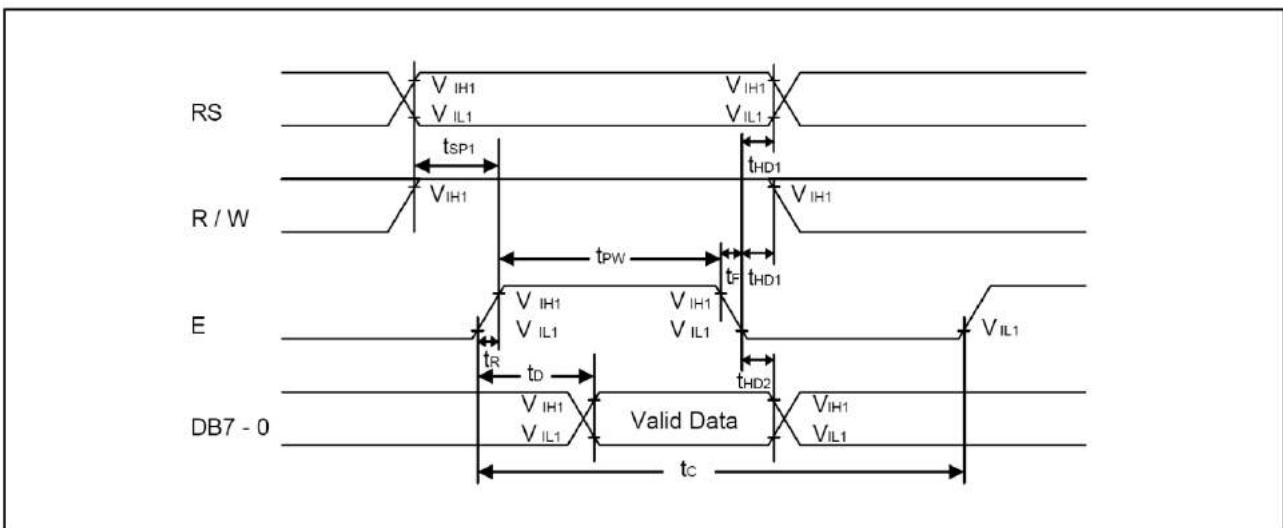 RS
V IH1 V IH1
V IL1 V IL1
tSP1 tHD1
R / W
VIH1 VIH1
tPW tF tHD1
E
V IH1 V IH1
V IL1 V IL1 VIL1
tR
tD tHD2
DB7 - 0
V IH1 Valid Data VIH1
V IL1 VIL1
tC